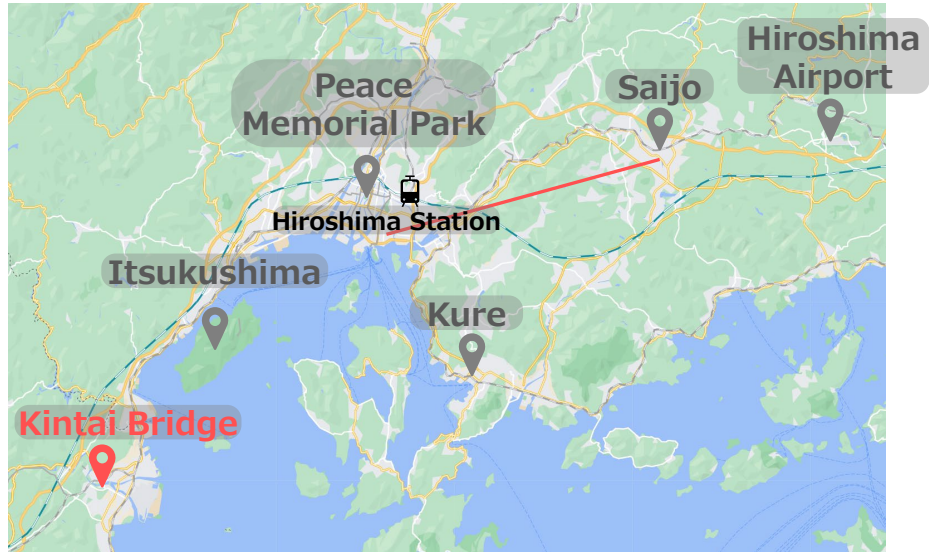 Hiroshima
Airport
Peace
Memorial Park
Saijo
Hiroshima Station
Itsukushima
Kure
Kintai Bridge